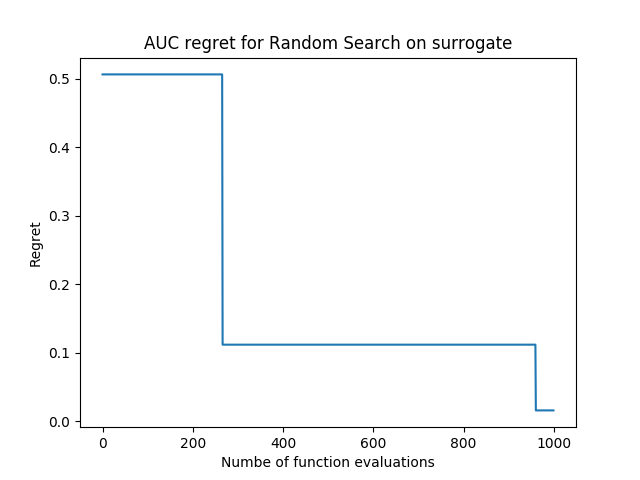 AUC regret for Random Search on surrogate
0.5
0.4
0.3
0.2
0.1
0.0
Regret
0 200 400 600 800 1000
Numbe of function evaluations